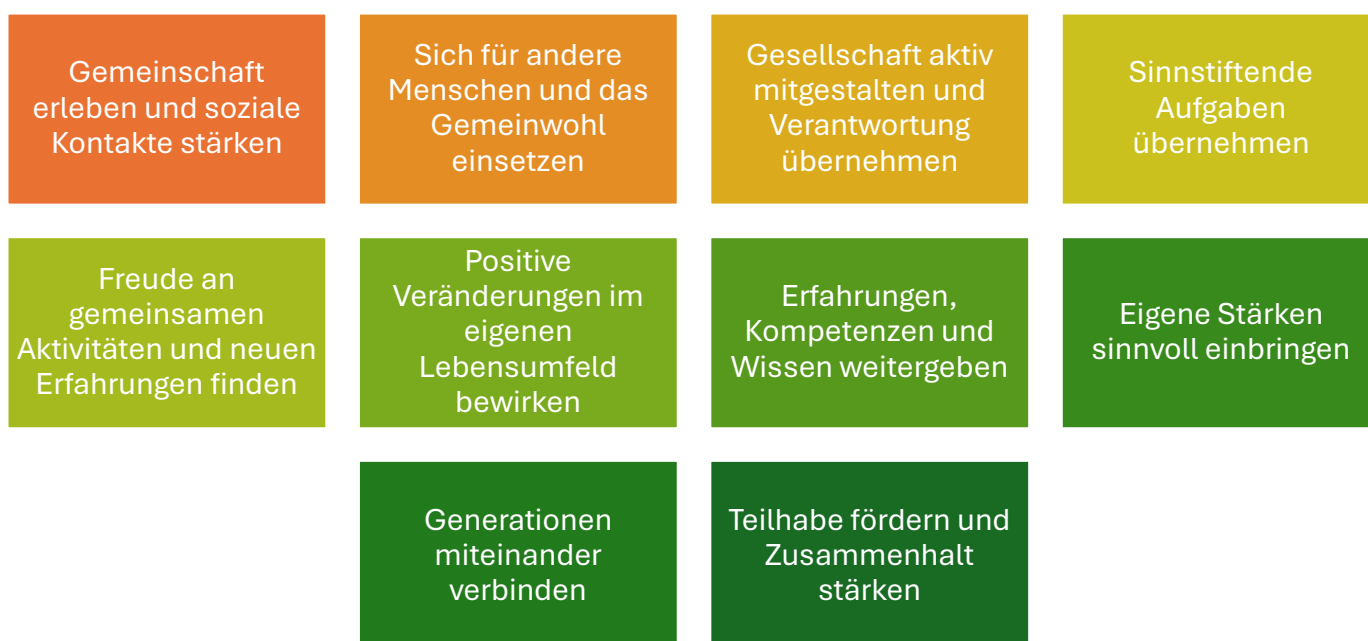 Gemeinschaft
erleben und soziale
Kontakte stärken
Sich für andere
Menschen und das
Gemeinwohl
einsetzen
Gesellschaft aktiv
mitgestalten und
Verantwortung
übernehmen
Sinnstiftende
Aufgaben
übernehmen
Freude an
gemeinsamen
Aktivitäten und neuen
Erfahrungen finden
Positive
Veränderungen im
eigenen
Lebensumfeld
bewirken
Erfahrungen,
Kompetenzen und
Wissen weitergeben
Eigene Stärken
sinnvoll einbringen
Generationen
miteinander
verbinden
Teilhabe fördern und
Zusammenhalt
stärken